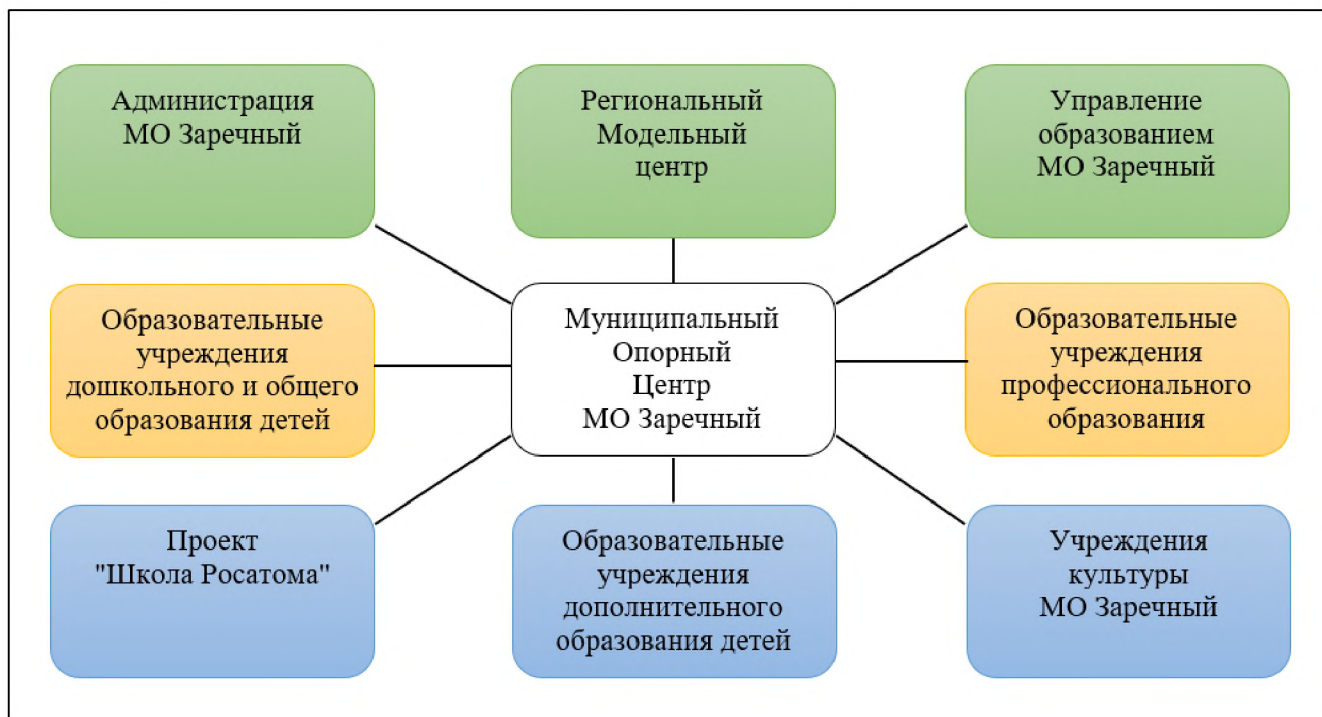 Администрация
МО Заречный
Региональный
Модельный
центр
Управление
образованием
МО Заречный
Образовательные
учреждения
дошкольного и общего
образования детей
Муниципальный
Опорный
Центр
МО Заречный
Образовательные
учреждения
профессионального
образования
Проект
"Школа Росатома"
Образовательные
учреждения
дополнительного
образования детей
Учреждения
культуры
МО Заречный